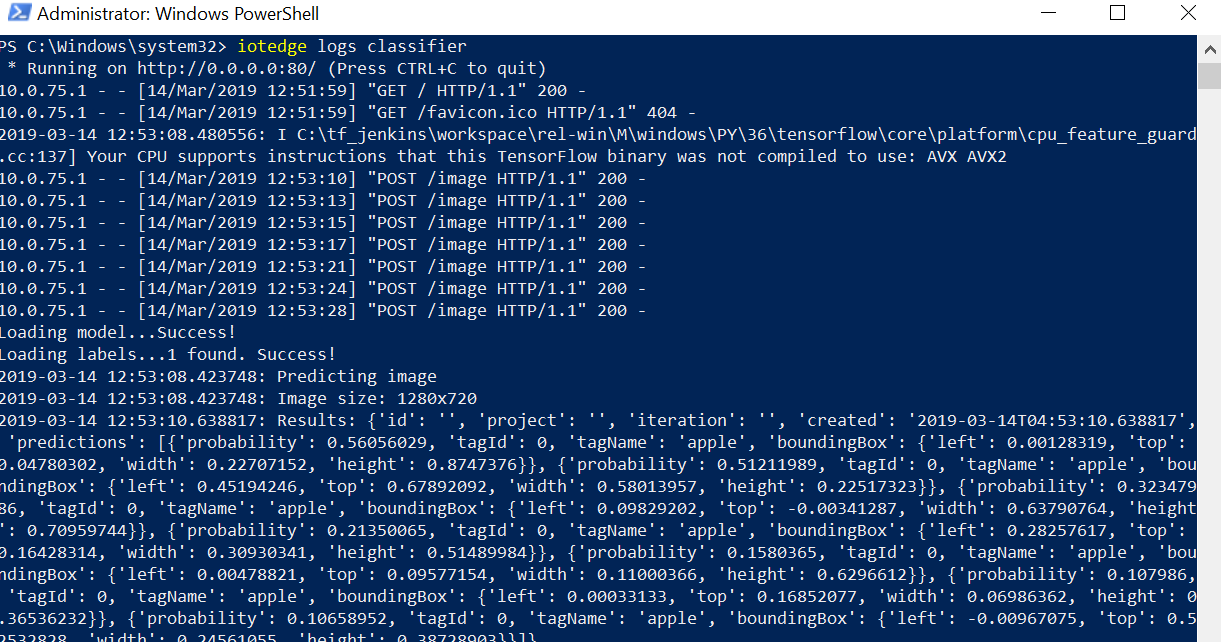 Administrator: Windows PowerShell
PS C:\Windows\system32> iotedge logs classifier
 * Running on http://0.0.0.0:80/ (Press CTRL+C to quit)
10.0.75.1 - - [14/Mar/2019 12:51:59] "GET / HTTP/1.1" 200 -
10.0.75.1 - - [14/Mar/2019 12:51:59] "GET /favicon.ico HTTP/1.1" 404 -
2019-03-14 12:53:08.480556: I C:\tf_jenkins\workspace\rel-win\M\windows\PY\36\tensorflow\core\platform\cpu_feature_guard
.cc:137] Your CPU supports instructions that this TensorFlow binary was not compiled to use: AVX AVX2
10.0.75.1 - - [14/Mar/2019 12:53:10] "POST /image HTTP/1.1" 200 -
10.0.75.1 - - [14/Mar/2019 12:53:13] "POST /image HTTP/1.1" 200 -
10.0.75.1 - - [14/Mar/2019 12:53:15] "POST /image HTTP/1.1" 200 -
10.0.75.1 - - [14/Mar/2019 12:53:17] "POST /image HTTP/1.1" 200 -
10.0.75.1 - - [14/Mar/2019 12:53:21] "POST /image HTTP/1.1" 200 -
10.0.75.1 - - [14/Mar/2019 12:53:24] "POST /image HTTP/1.1" 200 -
10.0.75.1 - - [14/Mar/2019 12:53:28] "POST /image HTTP/1.1" 200 -
Loading model...Success!
Loading labels...1 found. Success!
2019-03-14 12:53:08.423748: Predicting image
2019-03-14 12:53:08.423748: Image size: 1280x720
2019-03-14 12:53:10.638817: Results: {'id': '', 'project': '', 'iteration': '', 'created': '2019-03-14T04:53:10.638817',
 'predictions': [{'probability': 0.56056029, 'tagId': 0, 'tagName': 'apple', 'boundingBox': {'left': 0.00128319, 'top':
0.04780302, 'width': 0.22707152, 'height': 0.8747376}}, {'probability': 0.51211989, 'tagId': 0, 'tagName': 'apple', 'bou
ndingBox': {'left': 0.45194246, 'top': 0.67892092, 'width': 0.58013957, 'height': 0.22517323}}, {'probability': 0.323479
86, 'tagId': 0, 'tagName': 'apple', 'boundingBox': {'left': 0.09829202, 'top': -0.00341287, 'width': 0.63790764, 'height
': 0.70959744}}, {'probability': 0.21350065, 'tagId': 0, 'tagName': 'apple', 'boundingBox': {'left': 0.28257617, 'top':
0.16428314, 'width': 0.30930341, 'height': 0.51489984}}, {'probability': 0.1580365, 'tagId': 0, 'tagName': 'apple', 'bou
ndingBox': {'left': 0.00478821, 'top': 0.09577154, 'width': 0.11000366, 'height': 0.6296612}}, {'probability': 0.107986,
 'tagId': 0, 'tagName': 'apple', 'boundingBox': {'left': 0.00033133, 'top': 0.16852077, 'width': 0.06986362, 'height': 0
.36536232}}, {'probability': 0.10658952, 'tagId': 0, 'tagName': 'apple', 'boundingBox': {'left': -0.00967075, 'top': 0.5
2532828, 'width': 0.24561055, 'height': 0.38728903}}]}